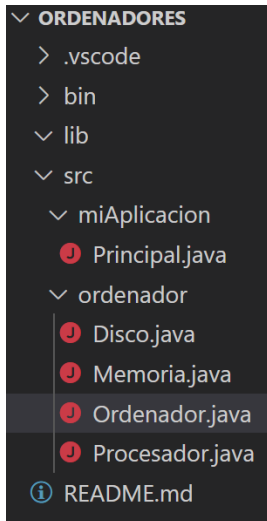 ORDENADORES
.vscode
bin
lib
src
miAplicacion
J Principal.java
ordenador
J Disco.java
J Memoria.java
J Ordenador.java
J Procesador.java
README.md